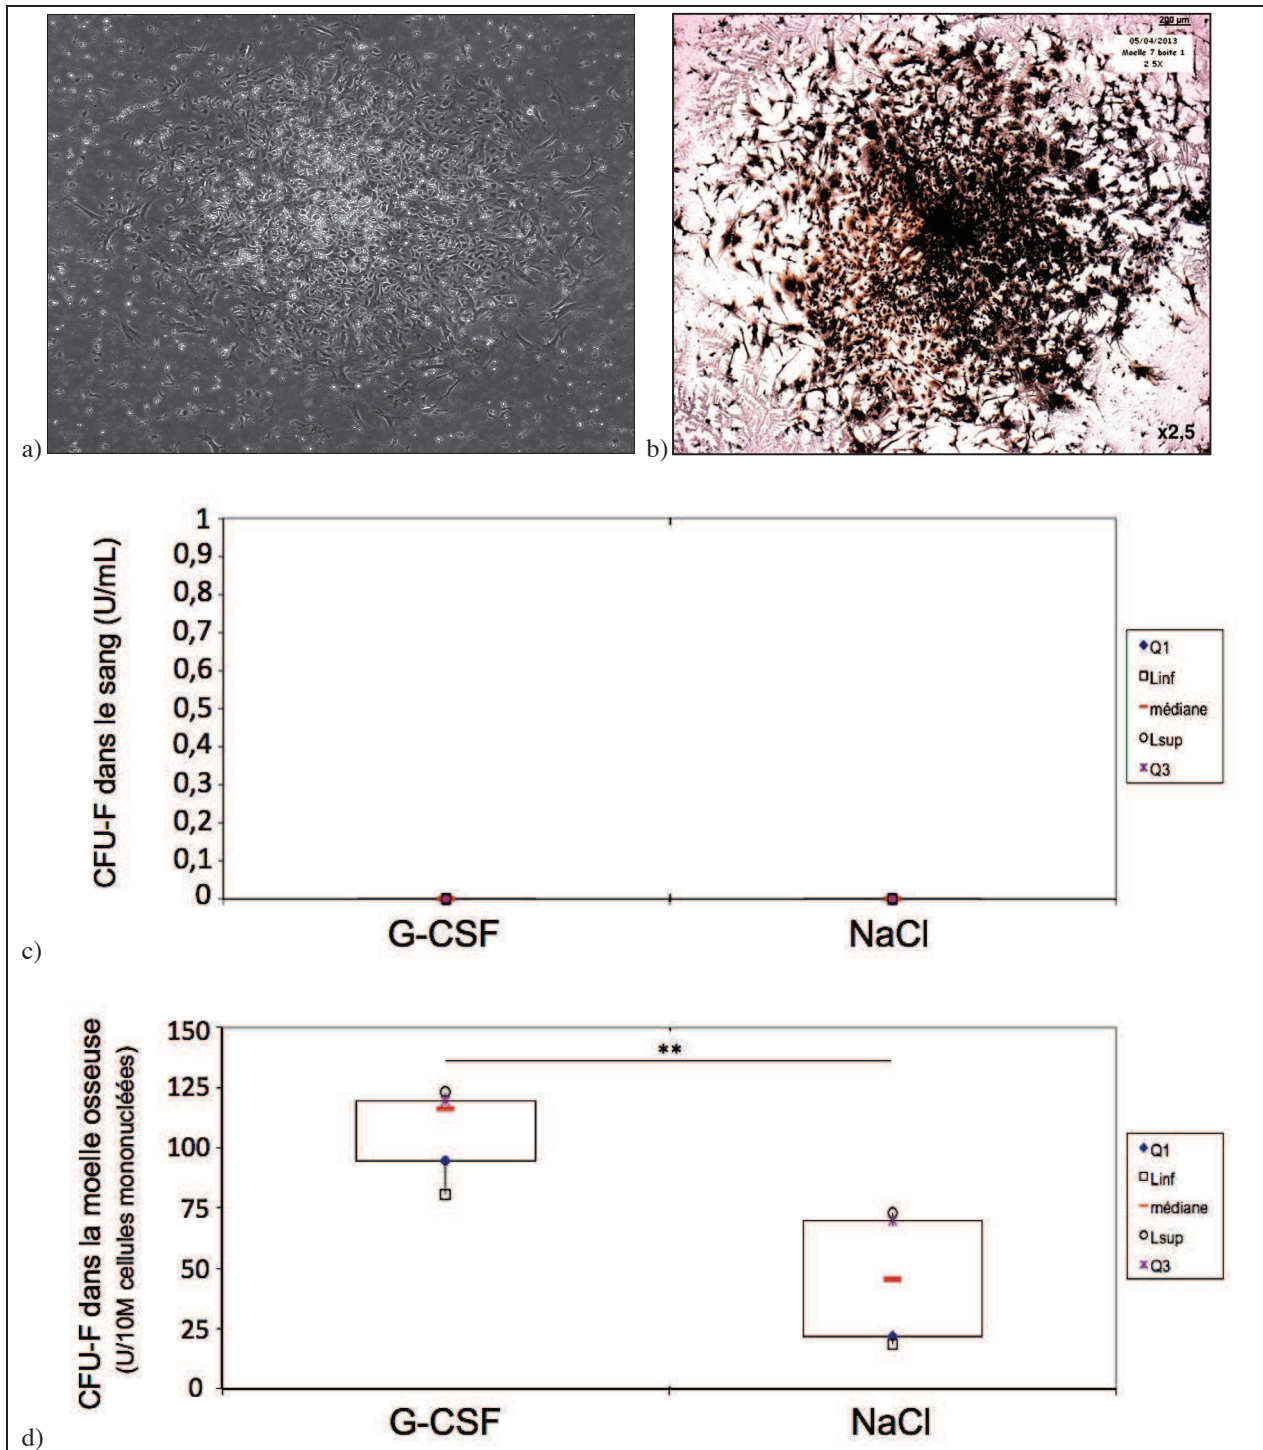 200 µm
05/04/2013
Moelle 7 boite 1
2 5X
x2,5
a)
b)
CFU-F dans le sang (U/mL)
1
0,9
0,8
0,7
0,6
0,5
0,4
0,3
0,2
0,1
0
G-CSF
NaCl
Q1
Linf
médiane
Lsup
Q3
c)
CFU-F dans la moelle osseuse
(U/10M cellules mononucléées)
150
125
100
75
50
25
0
**
G-CSF
NaCl
Q1
Linf
médiane
Lsup
Q3
d)